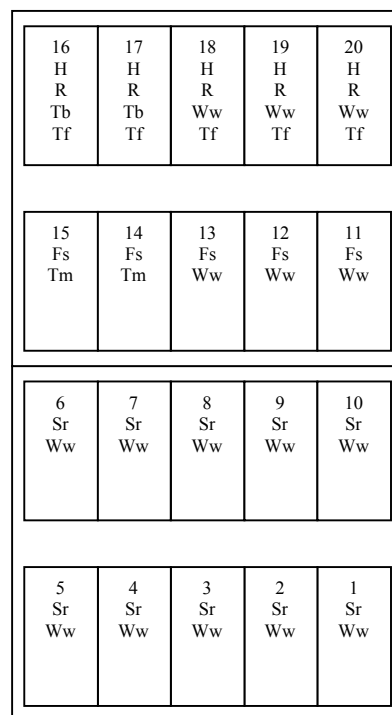 16 17 18 19 20
H H H H H
R R R R R
Tb Tb Ww Ww Ww
Tf Tf Tf Tf Tf
15 14 13 12 11
Fs Fs Fs Fs Fs
Tm Tm Ww Ww Ww
6 7 8 9 10
Sr Sr Sr Sr Sr
Ww Ww Ww Ww Ww
5 4 3 2 1
Sr Sr Sr Sr Sr
Ww Ww Ww Ww Ww